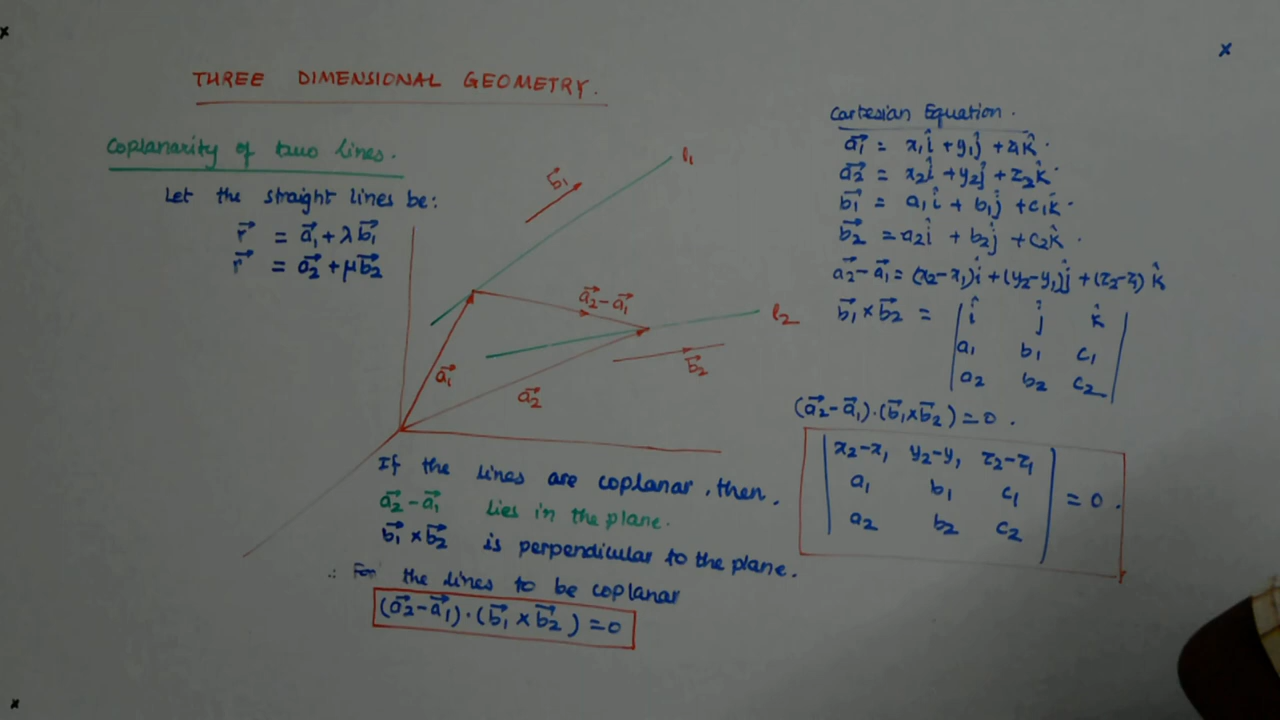 THREE DIMENSIONAL GEOMETRY.
Coplanarity of two lines.
Let the straight lines be:
r⃗ = a⃗₁ + λb⃗₁
r⃗ = a⃗₂ + μb⃗₂
b⃗₁
l₁
a⃗₂ − a⃗₁
l₂
b⃗₂
a⃗₁
a⃗₂
If the lines are coplanar, then.
a⃗₂ − a⃗₁ lies in the plane.
b⃗₁ × b⃗₂ is perpendicular to the plane.
∴ For the lines to be coplanar
(a⃗₂ − a⃗₁) · (b⃗₁ × b⃗₂) = 0
Cartesian Equation.
a⃗₁ = x₁î + y₁ĵ + z₁k̂.
a⃗₂ = x₂î + y₂ĵ + z₂k̂.
b⃗₁ = a₁î + b₁ĵ + c₁k̂.
b⃗₂ = a₂î + b₂ĵ + c₂k̂.
a⃗₂ − a⃗₁ = (x₂ − x₁)î + (y₂ − y₁)ĵ + (z₂ − z₁)k̂
b⃗₁ × b⃗₂ = | î ĵ k̂ |
| a₁ b₁ c₁ |
| a₂ b₂ c₂ |
(a⃗₂ − a⃗₁) · (b⃗₁ × b⃗₂) = 0.
| x₂ − x₁ y₂ − y₁ z₂ − z₁ |
| a₁ b₁ c₁ | = 0.
| a₂ b₂ c₂ |